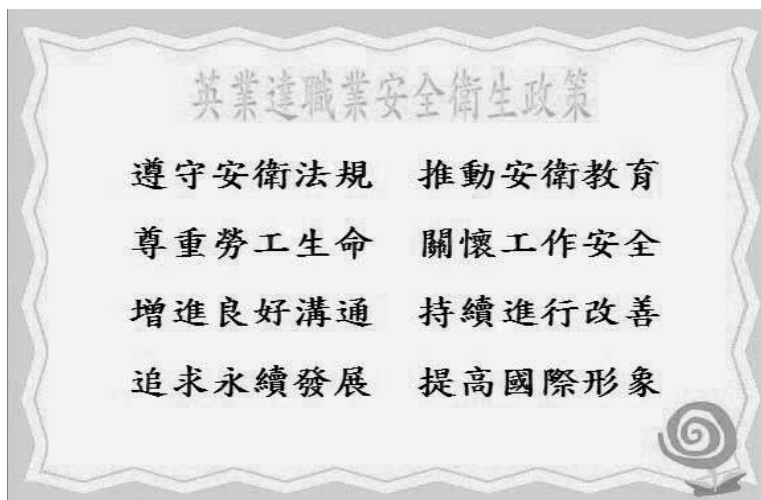 英業達職業安全衛生政策
遵守安衛法規　推動安衛教育
尊重勞工生命　關懷工作安全
增進良好溝通　持續進行改善
追求永續發展　提高國際形象